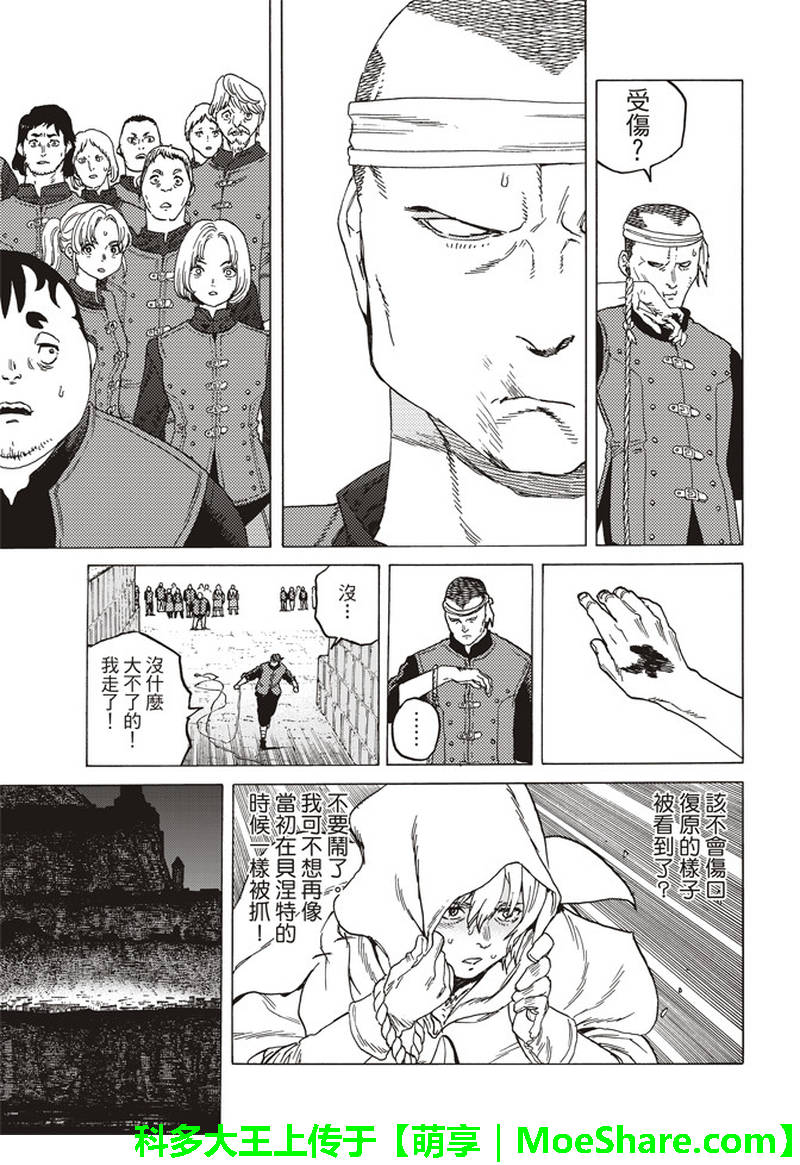 受傷？
……
沒…
沒什麼
大不了的！
我走了！
該不會傷口
復原的樣子
被看到了？
不要鬧了，
我可不想再像
當初在貝涅特的
時候一樣被抓！
科多大王上传于【萌享|MoeShare.com】